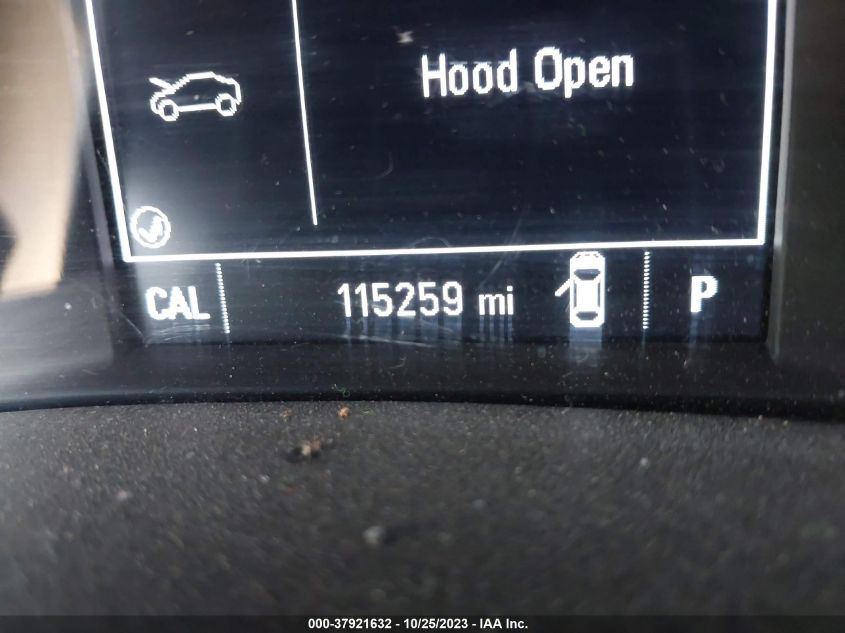 Hood Open
CAL 115259 mi P
000-37921632 - 10/25/2023 - IAA Inc.